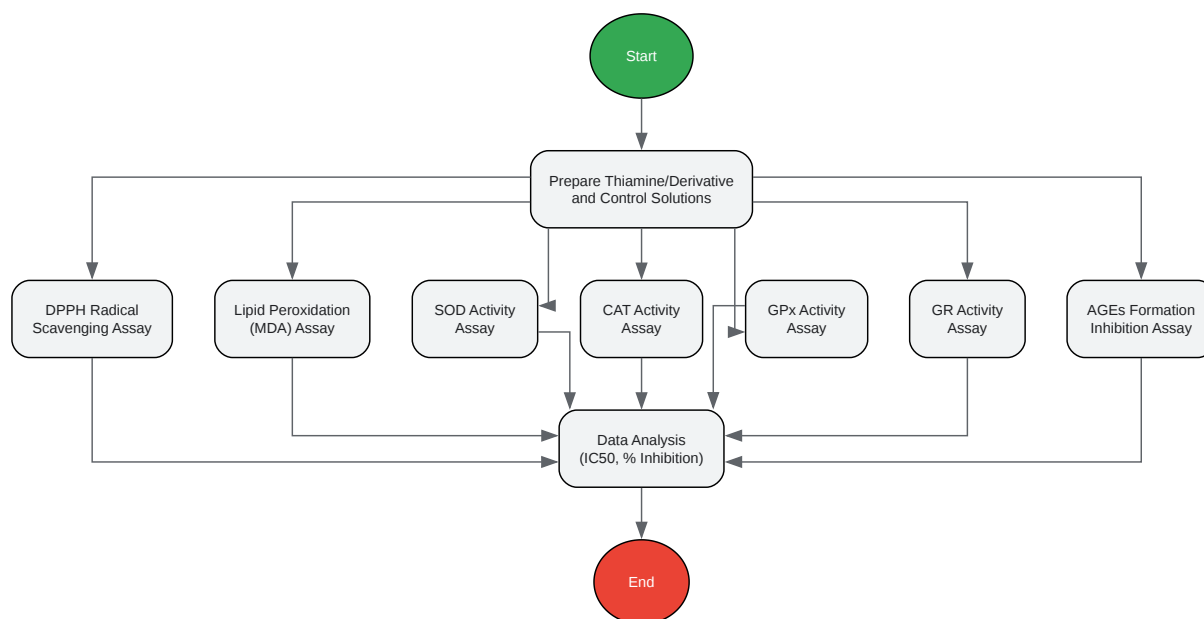 Start
Prepare Thiamine/Derivative
and Control Solutions
DPPH Radical
Scavenging Assay
Lipid Peroxidation
(MDA) Assay
SOD Activity
Assay
CAT Activity
Assay
GPx Activity
Assay
GR Activity
Assay
AGEs Formation
Inhibition Assay
Data Analysis
(IC50, % Inhibition)
End